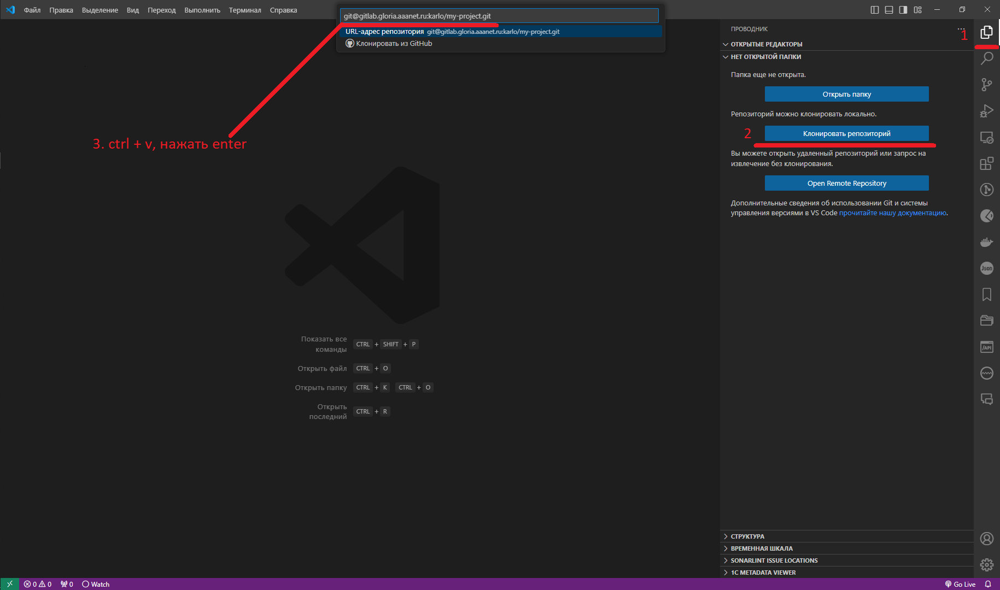 Файл Правка Выделение Вид Переход Выполнить Терминал Справка
git@gitlab.gloria.aaanet.ru:karlo/my-project.git
URL-адрес репозитория git@gitlab.gloria.aaanet.ru:karlo/my-project.git
Клонировать из GitHub
3. ctrl + v, нажать enter
Показать все
команды
CTRL + SHIFT + P
Открыть файл CTRL + O
Открыть папку CTRL + K CTRL + O
Открыть
последний
CTRL + R
ПРОВОДНИК
1
ОТКРЫТЫЕ РЕДАКТОРЫ
НЕТ ОТКРЫТОЙ ПАПКИ
Папка еще не открыта.
Открыть папку
Репозиторий можно клонировать локально.
2 Клонировать репозиторий
Вы можете открыть удаленный репозиторий или запрос на
извлечение без клонирования.
Open Remote Repository
Дополнительные сведения об использовании Git и системы
управления версиями в VS Code прочитайте нашу документацию.
СТРУКТУРА
ВРЕМЕННАЯ ШКАЛА
SONARLINT ISSUE LOCATIONS
1C METADATA VIEWER
Json
/API
0 0 0 Watch
Go Live